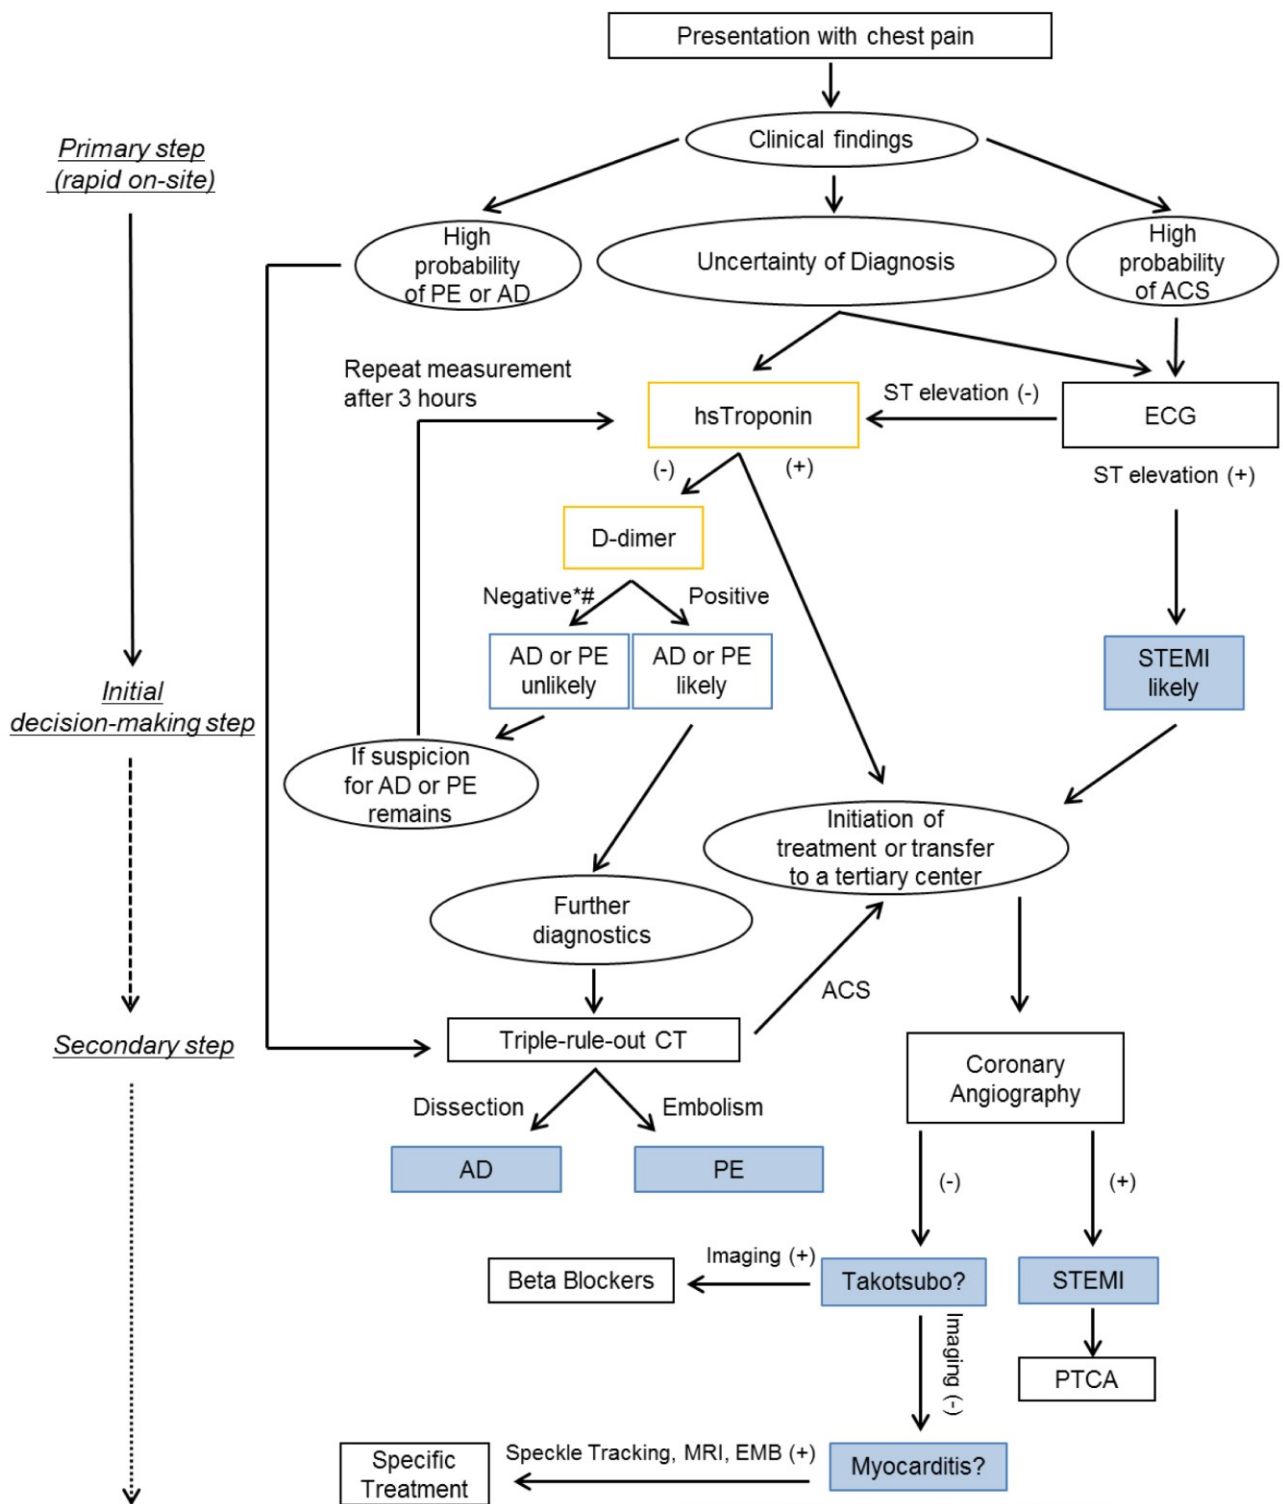 Presentation with chest pain
Clinical findings
Primary step
(rapid on-site)
High
probability
of PE or AD
Uncertainty of Diagnosis
High
probability
of ACS
Repeat measurement
after 3 hours
hsTroponin
ST elevation (-)
ECG
(-)
(+)
ST elevation (+)
D-dimer
Negative*#
Positive
AD or PE
unlikely
AD or PE
likely
STEMI
likely
Initial
decision-making step
If suspicion
for AD or PE
remains
Initiation of
treatment or transfer
to a tertiary center
Further
diagnostics
ACS
Secondary step
Triple-rule-out CT
Coronary
Angiography
Dissection
Embolism
AD
PE
(-)
(+)
Imaging (+)
Beta Blockers
Takotsubo?
STEMI
Imaging (-)
PTCA
Speckle Tracking, MRI, EMB (+)
Specific
Treatment
Myocarditis?